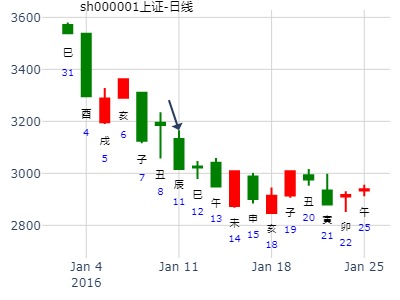 sh000001上证-日线
3600
3400
3200
3000
2800
巳
31
酉
4
戌
5
亥
6
子
7
丑
8
辰
11
巳
12
午
13
未
14
申
15
亥
18
子
19
丑
20
寅
21
卯
22
午
25
Jan 4
2016
Jan 11
Jan 18
Jan 25